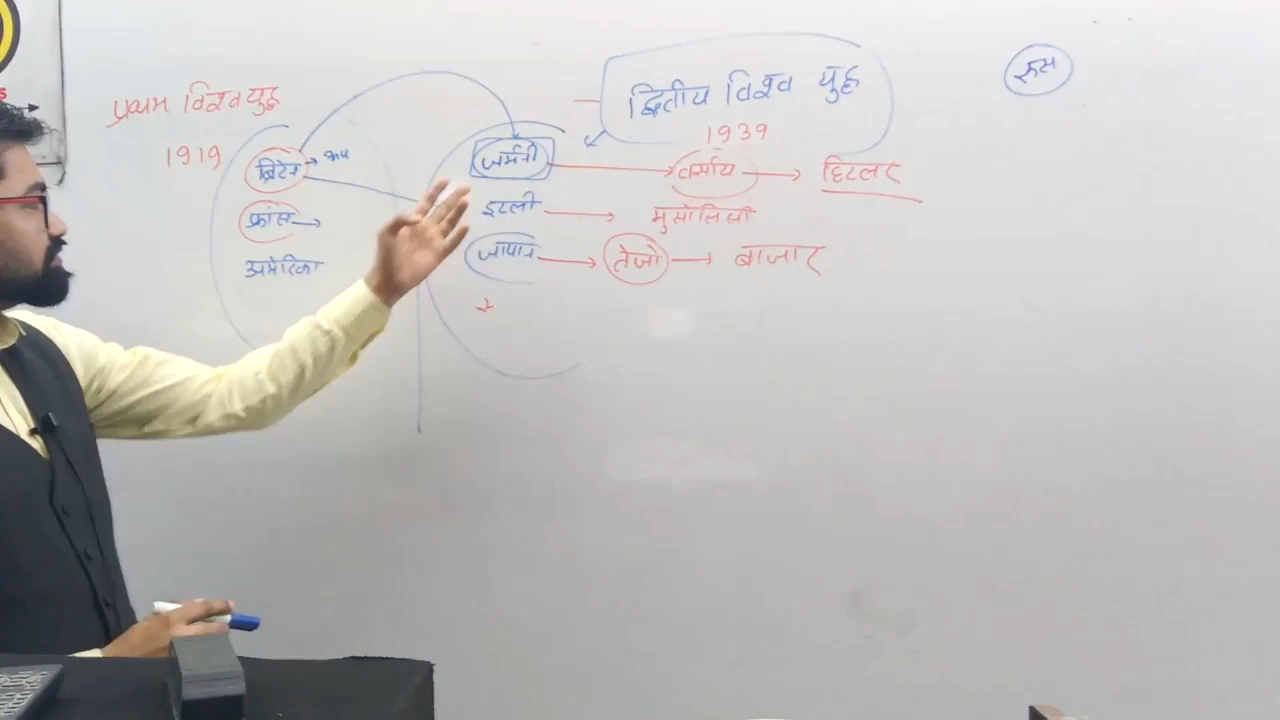 प्रथम विश्वयुद्ध
1919
ब्रिटेन →
फ्रांस →
अमेरिका
द्वितीय विश्व युद्ध
1939
जर्मनी → वर्साय → हिटलर
इटली → मुसोलिनी
जापान → तोजो → बाजार
रूस